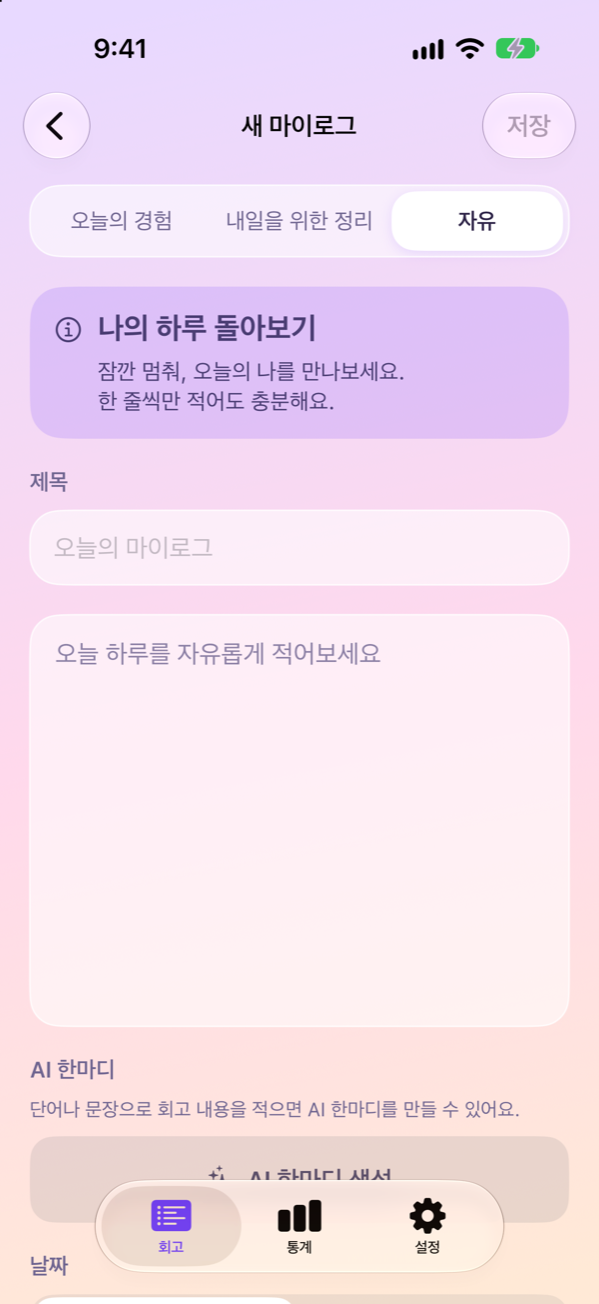 9:41
새 마이로그
저장
오늘의 경험
내일을 위한 정리
자유
나의 하루 돌아보기
잠깐 멈춰, 오늘의 나를 만나보세요.
한 줄씩만 적어도 충분해요.
제목
오늘의 마이로그
오늘 하루를 자유롭게 적어보세요
AI 한마디
단어나 문장으로 회고 내용을 적으면 AI 한마디를 만들 수 있어요.
AI 한마디 생성
회고
통계
설정
날짜